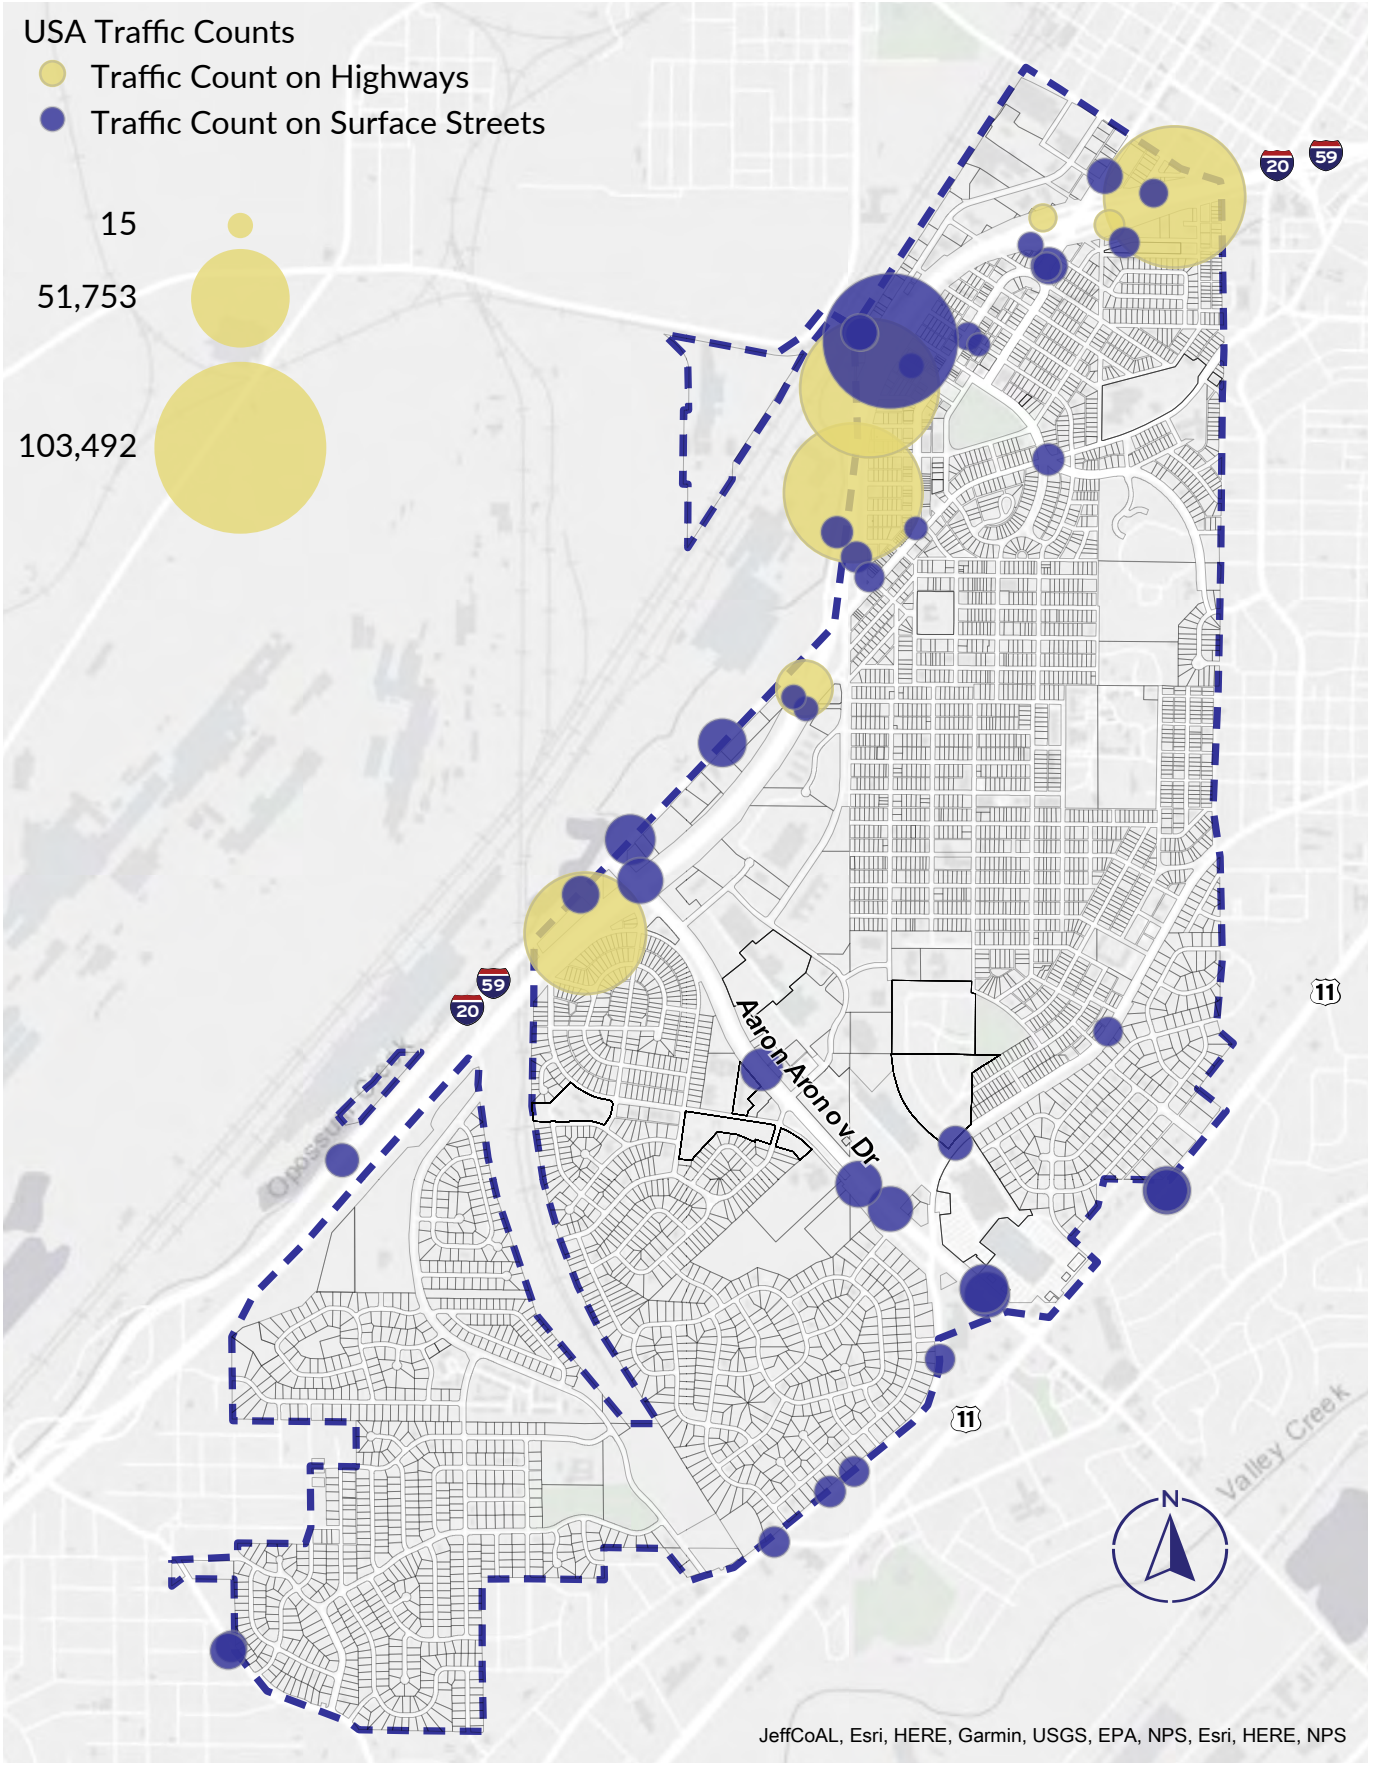 USA Traffic Counts
Traffic Count on Highways
Traffic Count on Surface Streets
15
51,753
103,492
20
59
59
20
11
Aaron Aronov Dr
11
Valley Creek
N
JeffCoAL, Esri, HERE, Garmin, USGS, EPA, NPS, Esri, HERE, NPS